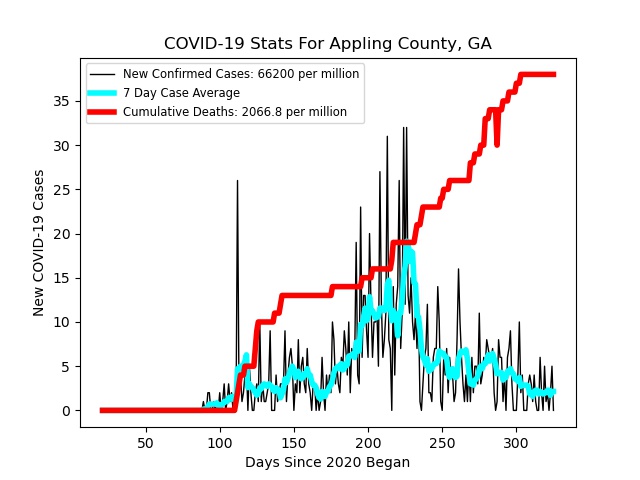 COVID-19 Stats For Appling County, GA
New Confirmed Cases: 66200 per million
7 Day Case Average
Cumulative Deaths: 2066.8 per million
New COVID-19 Cases
35
30
25
20
15
10
5
0
50
100
150
200
250
300
Days Since 2020 Began